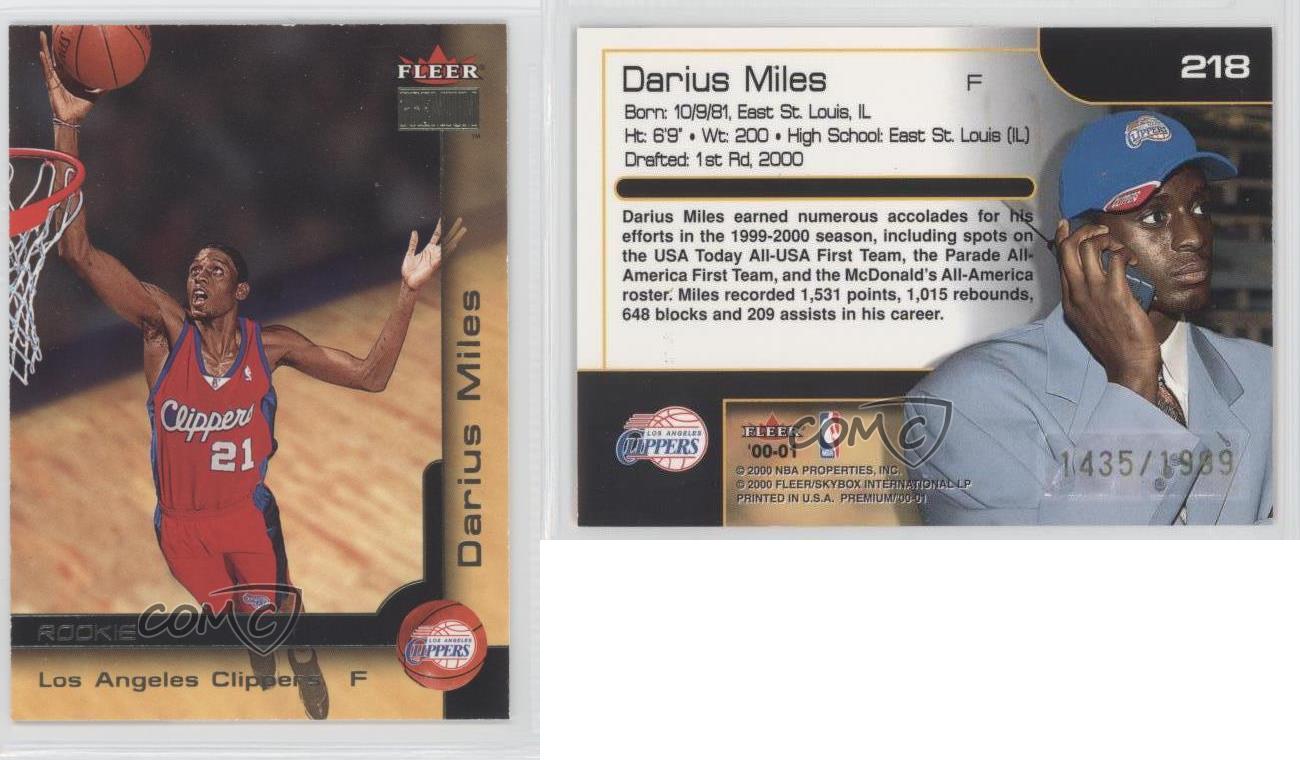 FLEER
PREMIUM
TM
Clippers
21
Darius Miles
ROOKIE
COMC
LOS ANGELES
CLIPPERS
Los Angeles Clippers F
218
Darius Miles F
Born: 10/9/81, East St. Louis, IL
Ht: 6'9" • Wt: 200 • High School: East St. Louis (IL)
Drafted: 1st Rd, 2000
Darius Miles earned numerous accolades for his
efforts in the 1999-2000 season, including spots on
the USA Today All-USA First Team, the Parade All-
America First Team, and the McDonald's All-America
roster. Miles recorded 1,531 points, 1,015 rebounds,
648 blocks and 209 assists in his career.
CLIPPERS
LOS ANGELES
CLIPPERS
FLEER
'00-01
NBA
COMC
© 2000 NBA PROPERTIES, INC.
© 2000 FLEER/SKYBOX INTERNATIONAL LP
PRINTED IN U.S.A. PREMIUM/'00-01
1435/1999